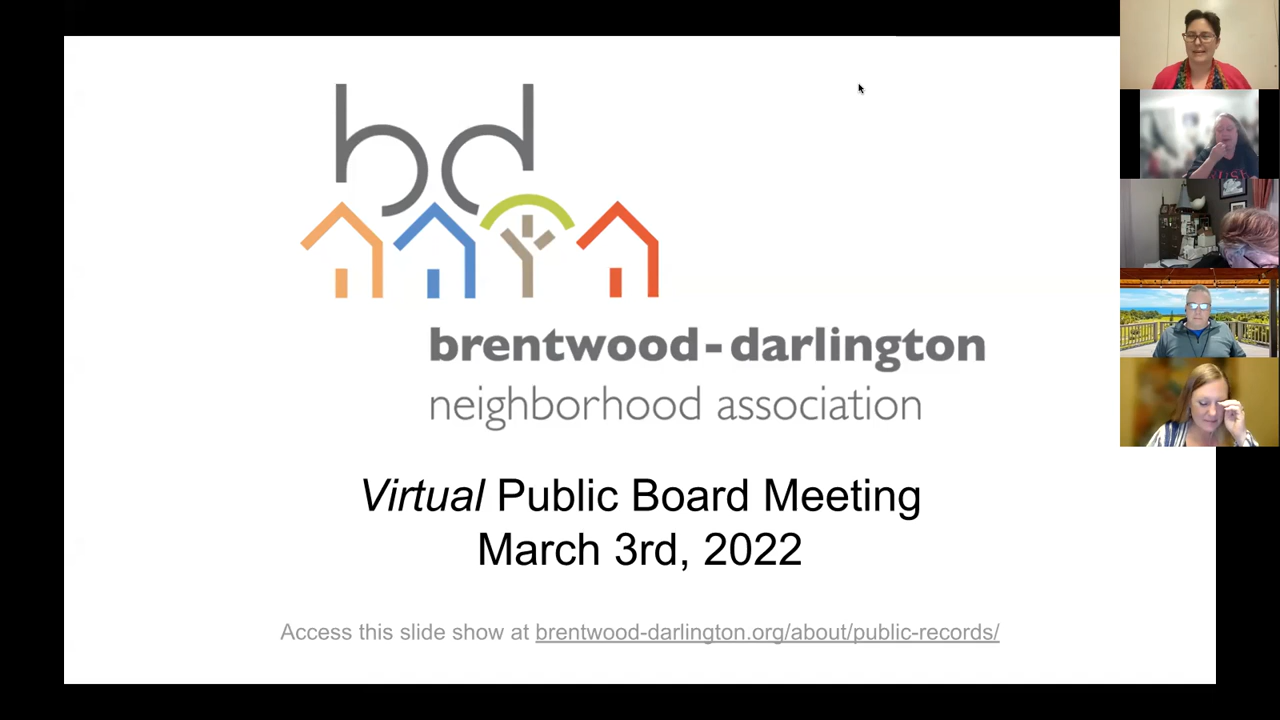 bd
brentwood-darlington
neighborhood association
Virtual Public Board Meeting
March 3rd, 2022
Access this slide show at brentwood-darlington.org/about/public-records/